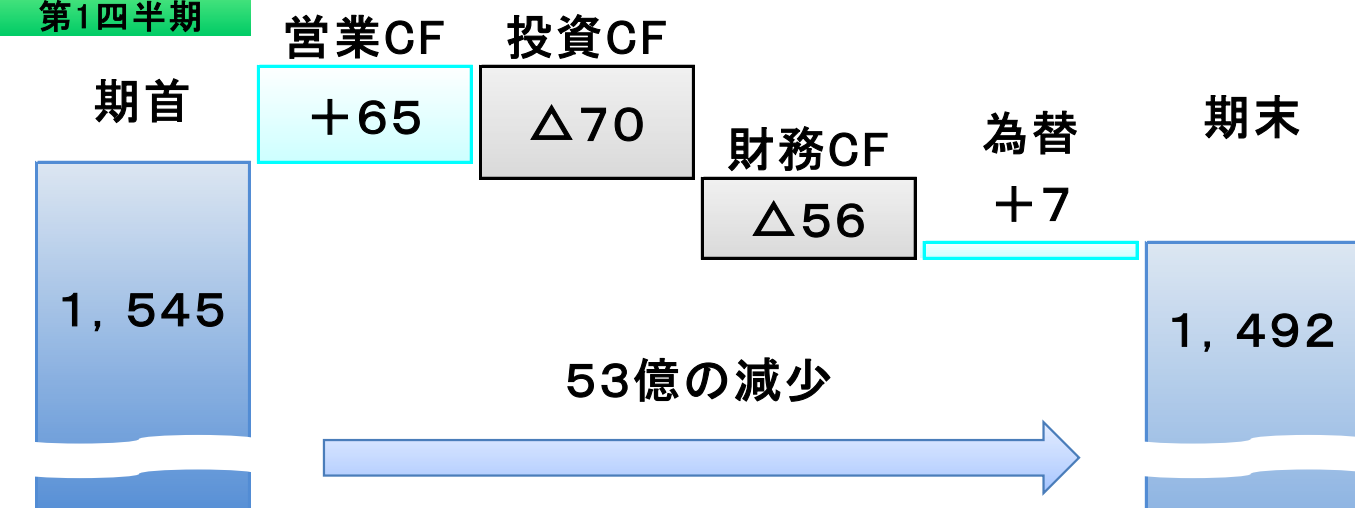 第1四半期
営業CF
投資CF
期首
+65
△70
財務CF
為替
期末
△56
+7
1, 545
1, 492
53億の減少